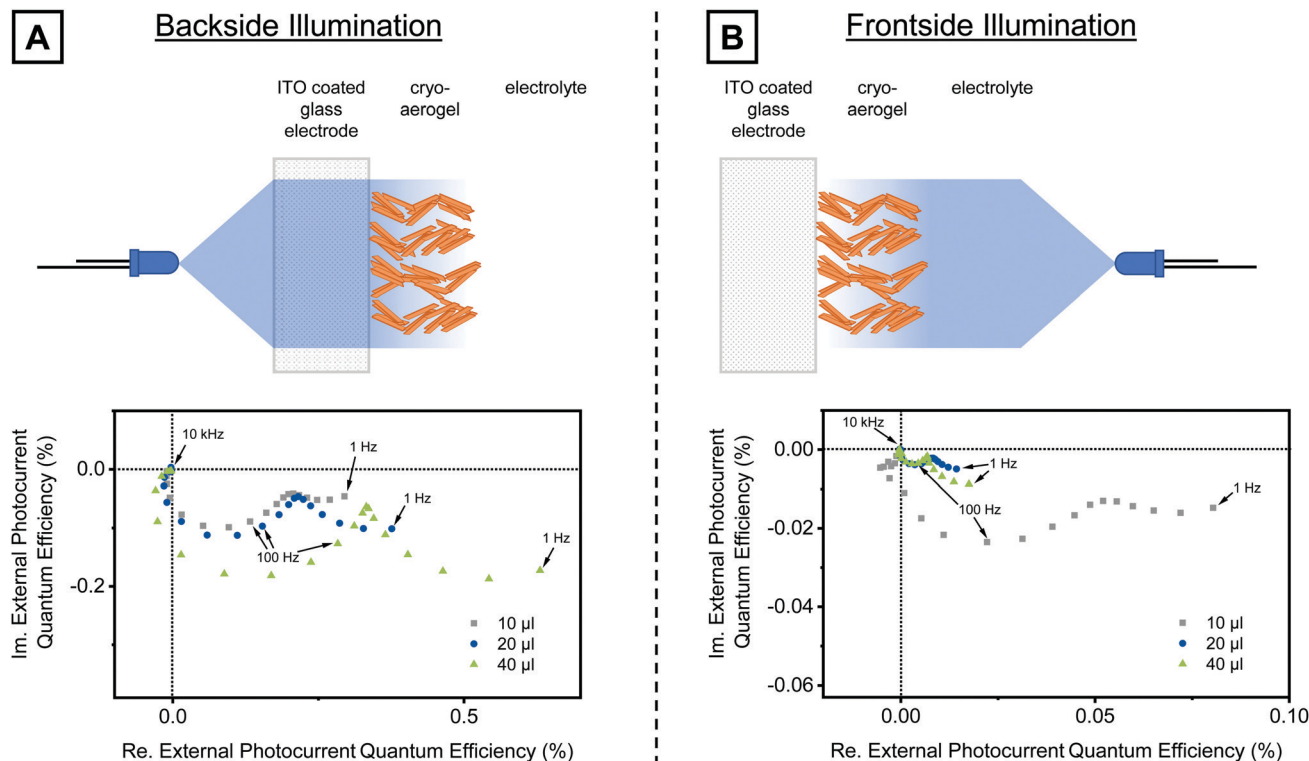 A
Backside Illumination
ITO coated
glass
electrode
cryo-
aerogel
electrolyte
10 kHz
1 Hz
1 Hz
1 Hz
100 Hz
0.0
-0.2
0.0
0.5
10 µl
20 µl
40 µl
Im. External Photocurrent
Quantum Efficiency (%)
Re. External Photocurrent Quantum Efficiency (%)
B
Frontside Illumination
ITO coated
glass
electrode
cryo-
aerogel
electrolyte
10 kHz
1 Hz
100 Hz
1 Hz
0.00
-0.02
-0.04
-0.06
0.00
0.05
0.10
10 µl
20 µl
40 µl
Im. External Photocurrent
Quantum Efficiency (%)
Re. External Photocurrent Quantum Efficiency (%)